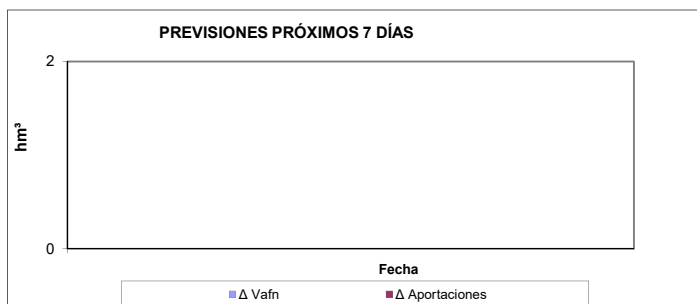 PREVISIONES PRÓXIMOS 7 DÍAS
2
hm³
0
Fecha
Δ Vafn Δ Aportaciones